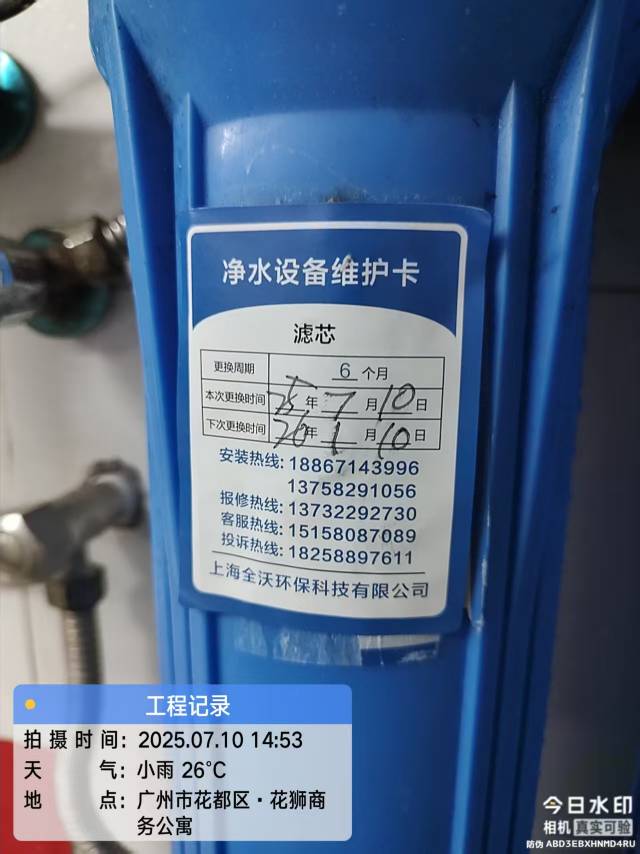 净水设备维护卡
滤芯
更换周期 6 个月
本次更换时间 25年 7 月 10 日
下次更换时间 26年 1 月 10 日
安装热线: 18867143996
13758291056
报修热线: 13732292730
客服热线: 15158087089
投诉热线: 18258897611
上海全沃环保科技有限公司
工程记录
拍摄时间: 2025.07.10 14:53
天气: 小雨 26℃
地点: 广州市花都区·花狮商
务公寓
今日水印
相机 真实可验
防伪 ABD3EBXHNMD4RU